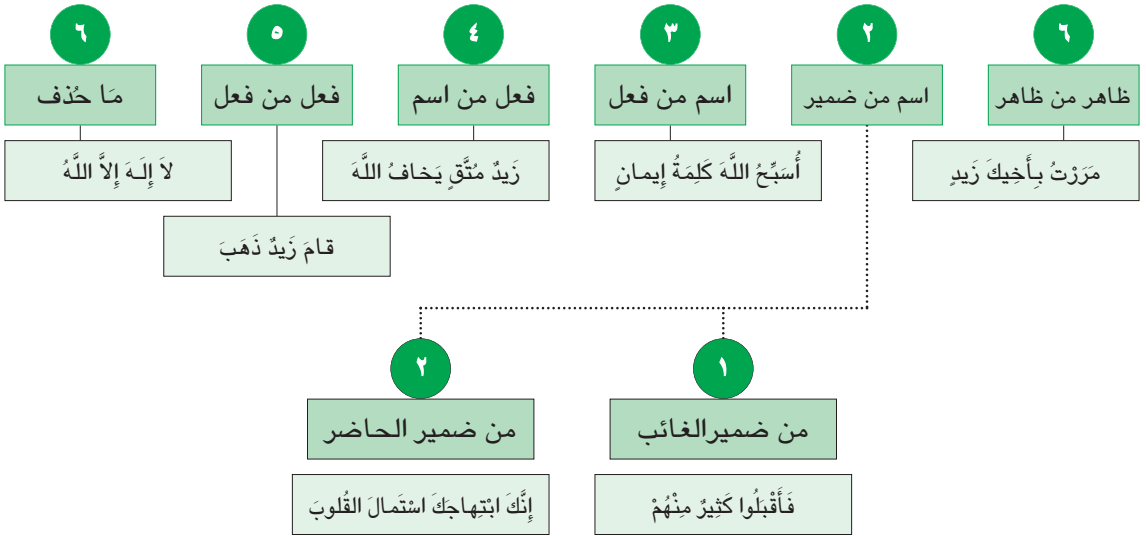 ٦ ٢ ٣ ٤ ٥ ٦
ظاهر من ظاهر
اسم من ضمير
اسم من فعل
فعل من اسم
فعل من فعل
مَا حُذف
مَرَرْتُ بِأَخِيكَ زَيدٍ
أُسَبِّحُ اللَّهَ كَلِمَةُ إِيمانٍ
زَيدٌ مُتَّقٍ يَخافُ اللَّهَ
لاَ إِلَـهَ إِلاَّ اللَّهُ
قامَ زَيدٌ ذَهَبَ
١ ٢
من ضميرالغائب
من ضمير الحاضر
فَأَقْبَلُوا كَثِيرٌ مِنْهُمْ
إِنَّكَ ابْتِهاجَكَ اسْتَمالَ القُلوبَ